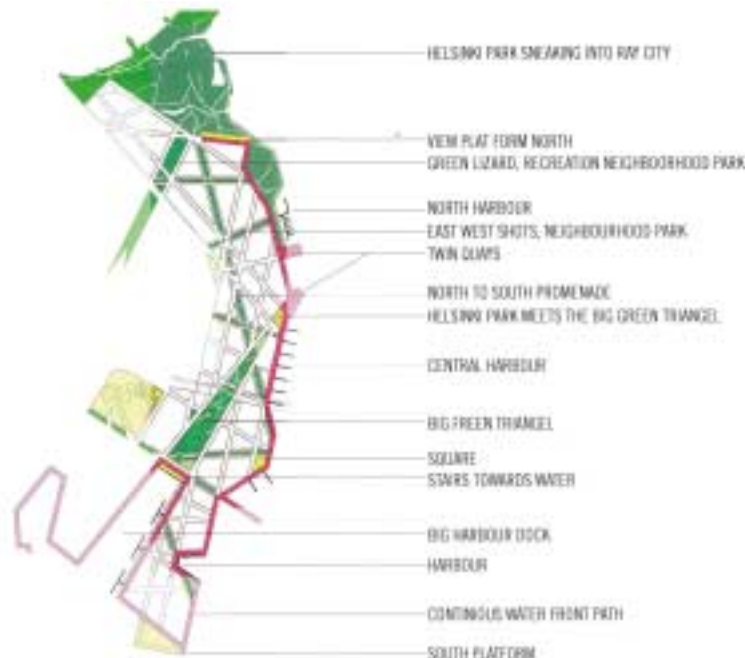 HELSINKI PARK SNEAKING INTO RAY CITY
VIEW PLAT FORM NORTH
GREEN LIZARD, RECREATION NEIGHBOORHOOD PARK
NORTH HARBOUR
EAST WEST SHOTS, NEIGHBOURHOOD PARK
TWIN QUAYS
NORTH TO SOUTH PROMENADE
HELSINKI PARK MEETS THE BIG GREEN TRIANGEL
CENTRAL HARBOUR
BIG FREEN TRIANGEL
SQUARE
STAIRS TOWARDS WATER
BIG HARBOUR DOCK
HARBOUR
CONTINIOUS WATER FRONT PATH
SOUTH PLATFORM